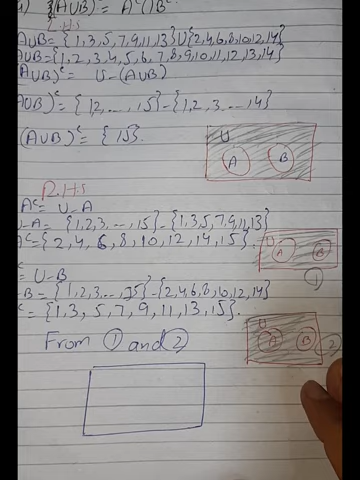 (A∪B)ᶜ = Aᶜ∩Bᶜ
L.H.S
A∪B = {1,3,5,7,9,11,13}∪{2,4,6,8,10,12,14}
A∪B = {1,2,3,4,5,6,7,8,9,10,11,12,13,14}
A∪B)ᶜ = U-(A∪B)
A∪B)ᶜ = {12,...,15}-{1,2,3,...14}
(A∪B)ᶜ = {15}.
U
A B
R.H.S
Aᶜ = U-A
U-A = {1,2,3,...,15}-{1,3,5,7,9,11,13}
Aᶜ = {2,4,6,8,10,12,14,15},
U
A B
1
= U-B
-B = {1,2,3,...,15}-{2,4,6,8,10,12,14}
ᶜ = {1,3,5,7,9,11,13,15}.
U
A B
2)
From ① and ②